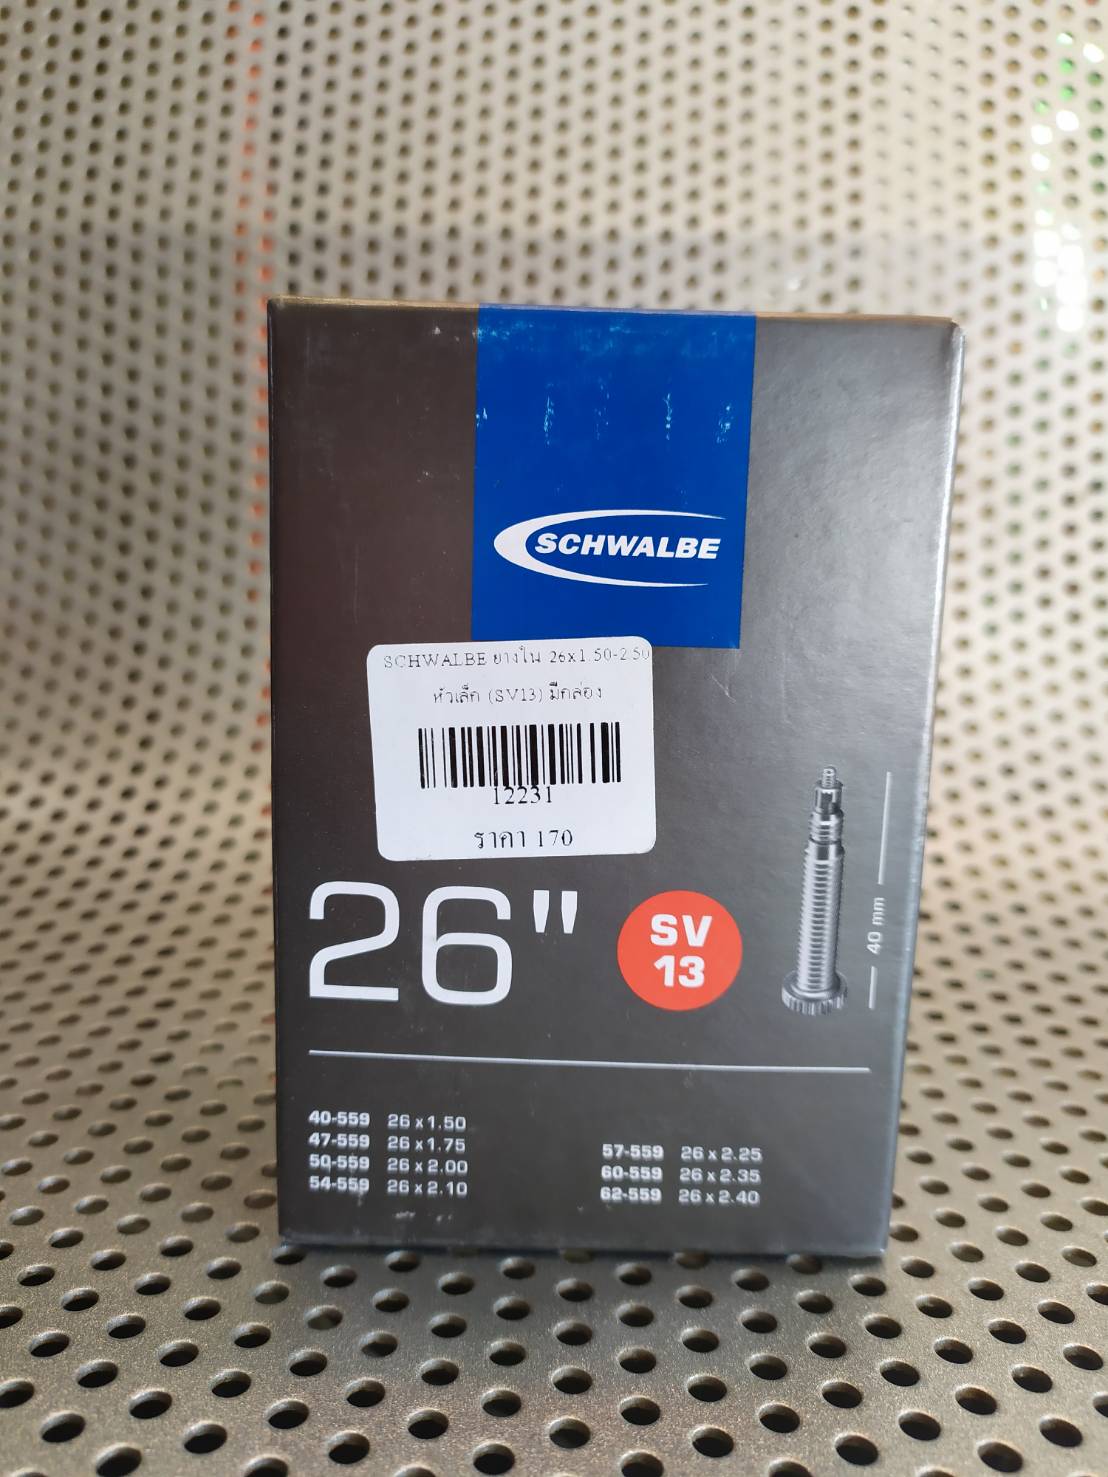 SCHWALBE
SCHWALBE ยางใน 26x1.50-2.50
หัวเล็ก (SV13) มีกล่อง
12231
ราคา 170
26"
SV
13
40 mm
40-559 26 x 1.50
47-559 26 x 1.75
50-559 26 x 2.00
54-559 26 x 2.10
57-559 26 x 2.25
60-559 26 x 2.35
62-559 26 x 2.40